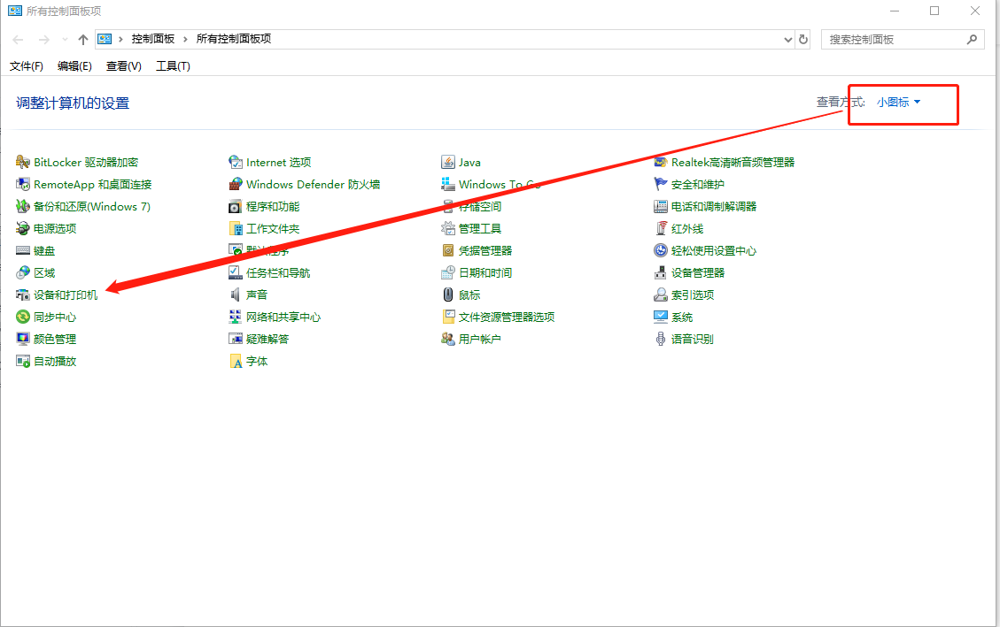 所有控制面板项
控制面板 › 所有控制面板项
搜索控制面板
文件(F) 编辑(E) 查看(V) 工具(T)
调整计算机的设置
查看方式: 小图标
BitLocker 驱动器加密 Internet 选项 Java Realtek高清晰音频管理器
RemoteApp 和桌面连接 Windows Defender 防火墙 Windows To Go 安全和维护
备份和还原(Windows 7) 程序和功能 存储空间 电话和调制解调器
电源选项 工作文件夹 管理工具 红外线
键盘 默认程序 凭据管理器 轻松使用设置中心
区域 任务栏和导航 日期和时间 设备管理器
设备和打印机 声音 鼠标 索引选项
同步中心 网络和共享中心 文件资源管理器选项 系统
颜色管理 疑难解答 用户帐户 语音识别
自动播放 字体